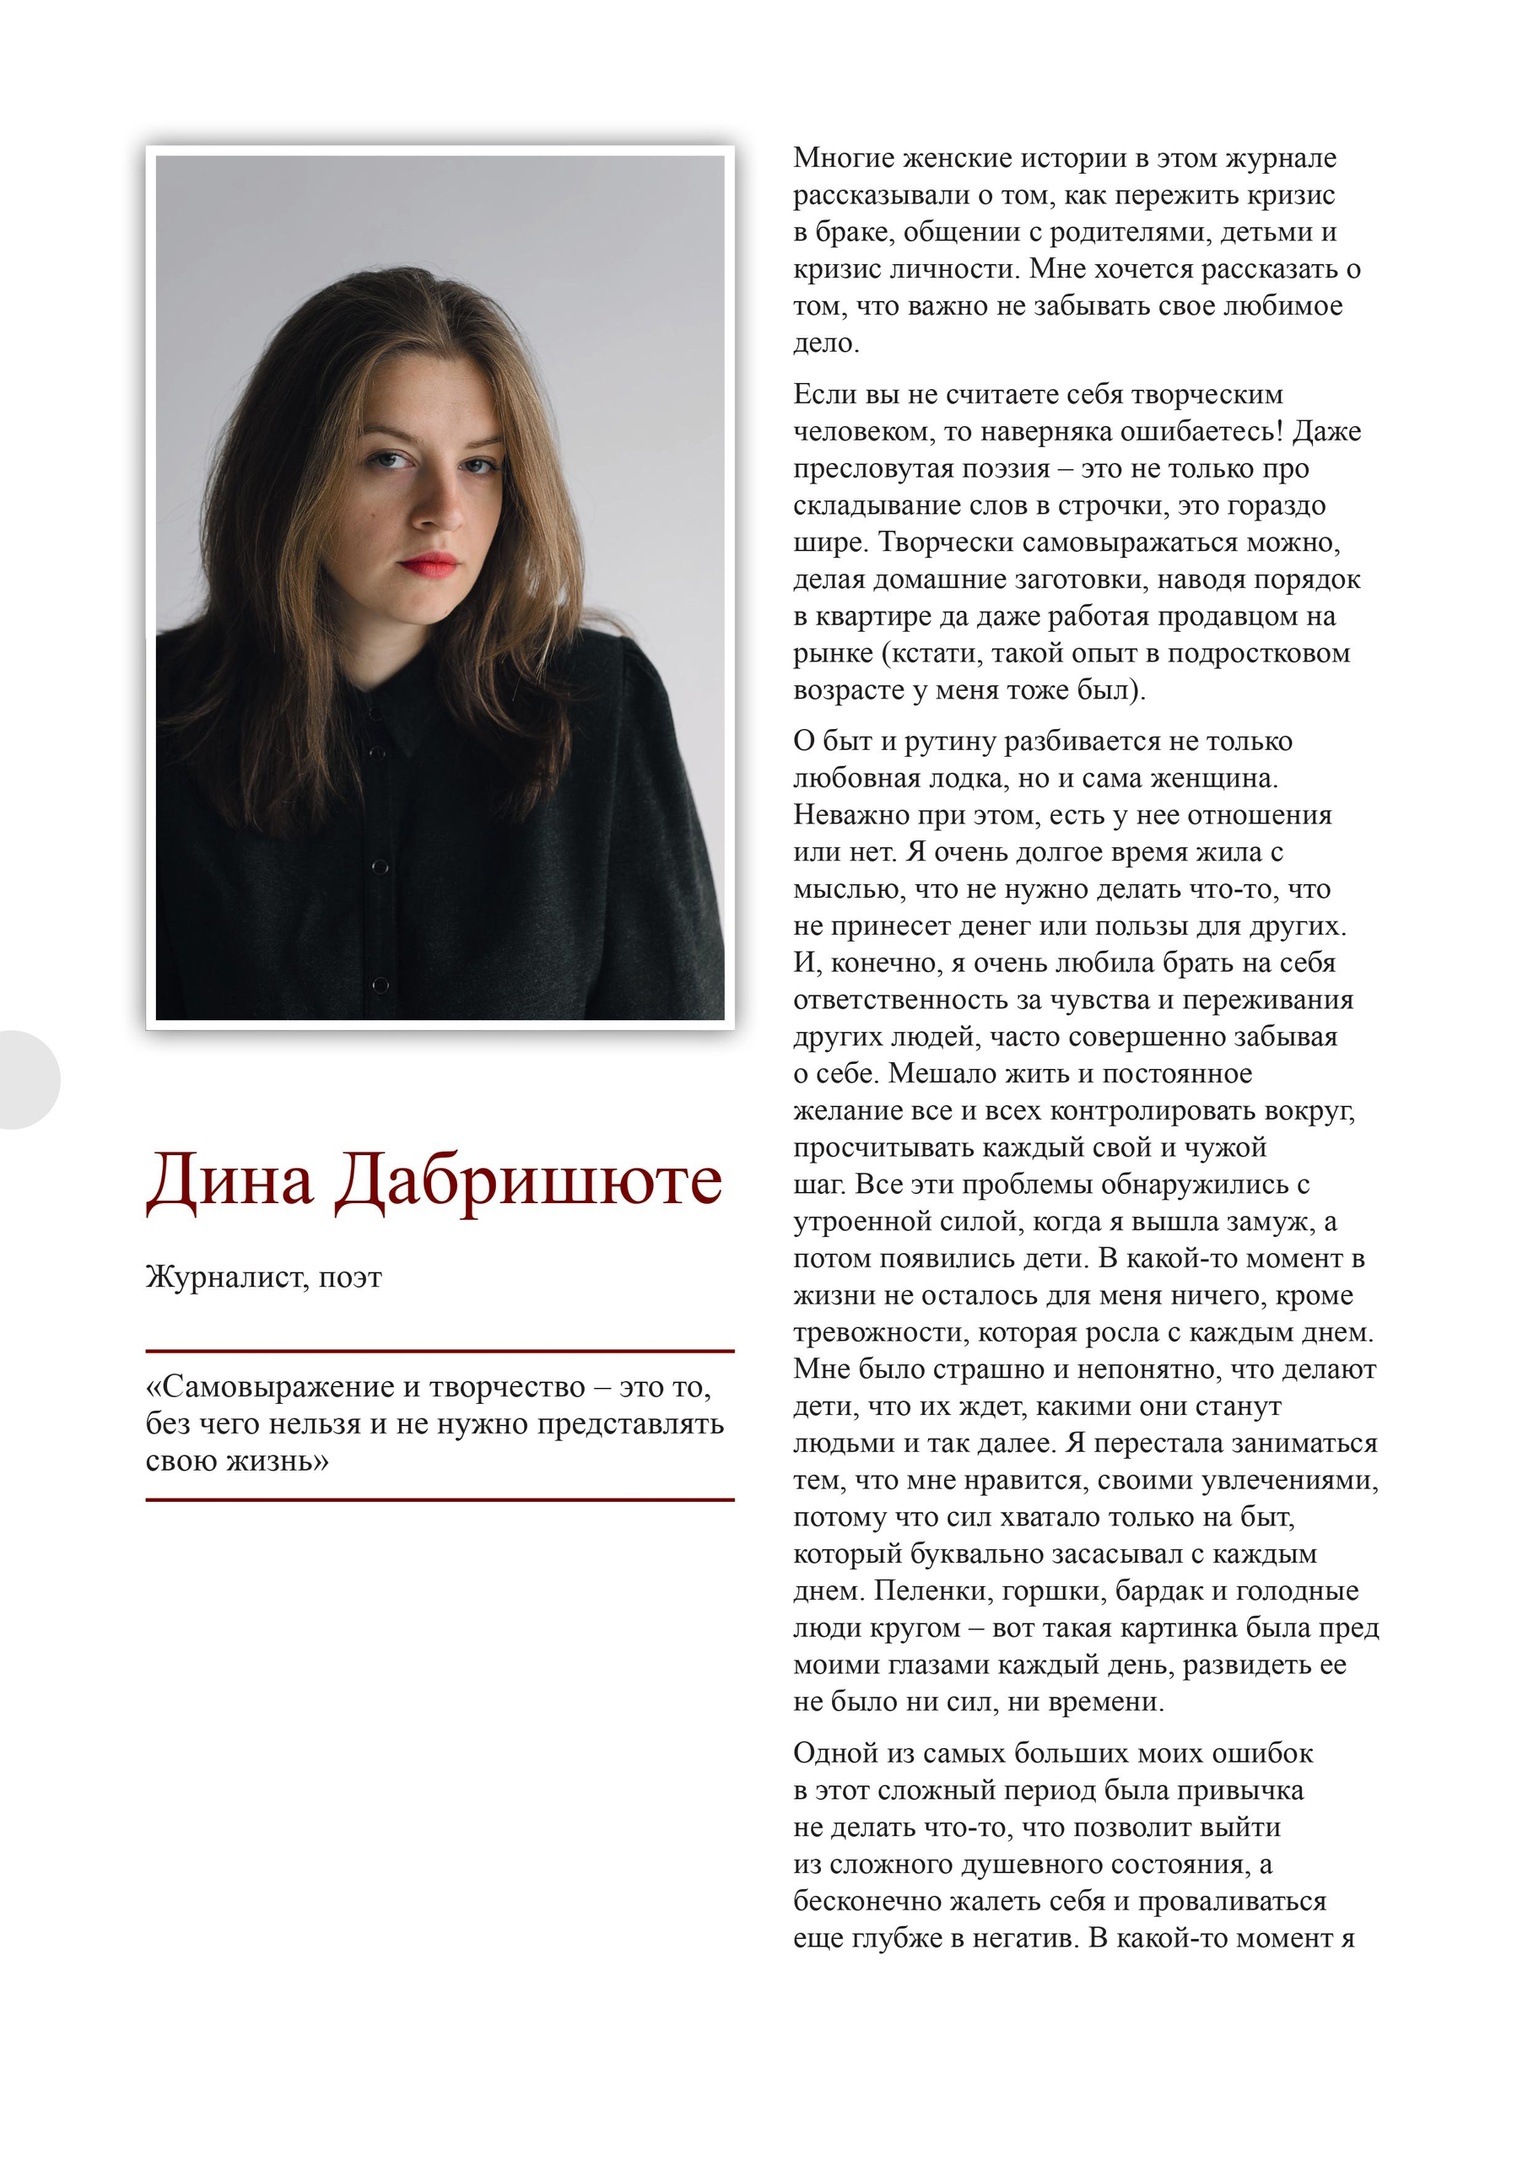 Дина Дабришюте
Журналист, поэт
«Самовыражение и творчество – это то,
без чего нельзя и не нужно представлять
свою жизнь»
Многие женские истории в этом журнале
рассказывали о том, как пережить кризис
в браке, общении с родителями, детьми и
кризис личности. Мне хочется рассказать о
том, что важно не забывать свое любимое
дело.
Если вы не считаете себя творческим
человеком, то наверняка ошибаетесь! Даже
пресловутая поэзия – это не только про
складывание слов в строчки, это гораздо
шире. Творчески самовыражаться можно,
делая домашние заготовки, наводя порядок
в квартире да даже работая продавцом на
рынке (кстати, такой опыт в подростковом
возрасте у меня тоже был).
О быт и рутину разбивается не только
любовная лодка, но и сама женщина.
Неважно при этом, есть у нее отношения
или нет. Я очень долгое время жила с
мыслью, что не нужно делать что-то, что
не принесет денег или пользы для других.
И, конечно, я очень любила брать на себя
ответственность за чувства и переживания
других людей, часто совершенно забывая
о себе. Мешало жить и постоянное
желание все и всех контролировать вокруг,
просчитывать каждый свой и чужой
шаг. Все эти проблемы обнаружились с
утроенной силой, когда я вышла замуж, а
потом появились дети. В какой-то момент в
жизни не осталось для меня ничего, кроме
тревожности, которая росла с каждым днем.
Мне было страшно и непонятно, что делают
дети, что их ждет, какими они станут
людьми и так далее. Я перестала заниматься
тем, что мне нравится, своими увлечениями,
потому что сил хватало только на быт,
который буквально засасывал с каждым
днем. Пеленки, горшки, бардак и голодные
люди кругом – вот такая картинка была пред
моими глазами каждый день, развидеть ее
не было ни сил, ни времени.
Одной из самых больших моих ошибок
в этот сложный период была привычка
не делать что-то, что позволит выйти
из сложного душевного состояния, а
бесконечно жалеть себя и проваливаться
еще глубже в негатив. В какой-то момент я